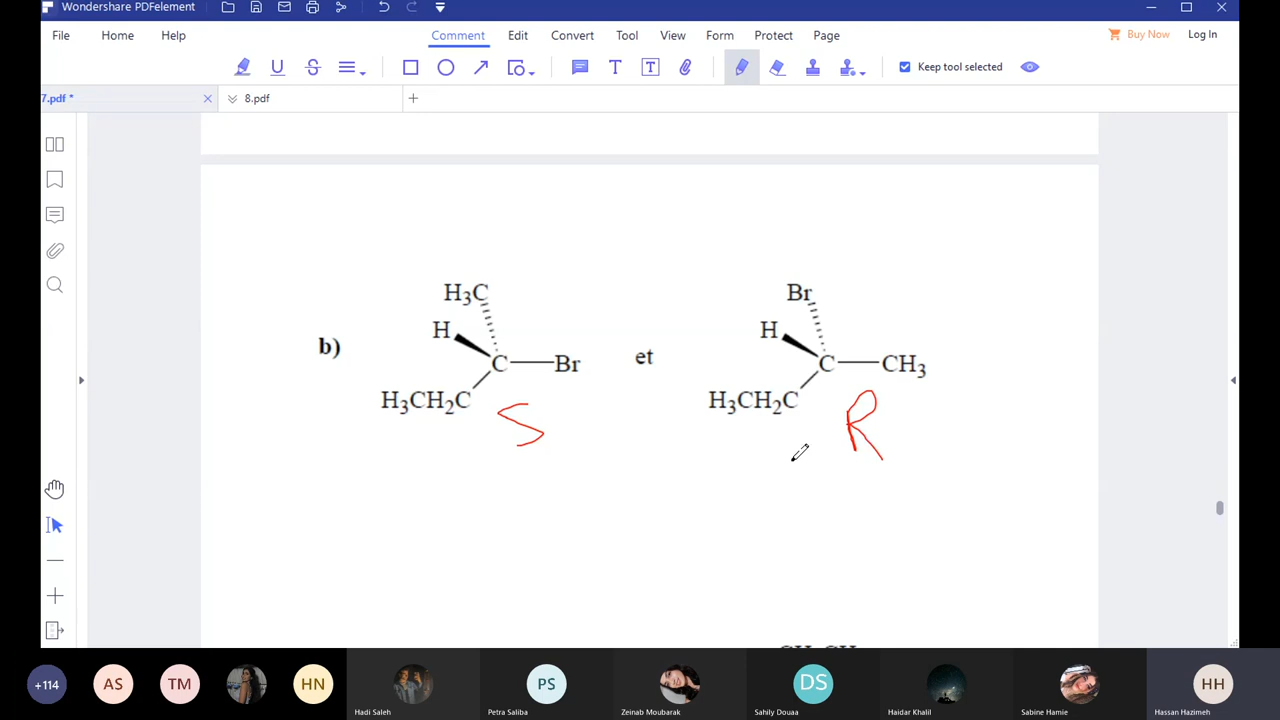 Wondershare PDFelement
File Home Help Comment Edit Convert Tool View Form Protect Page Buy Now Log In
Keep tool selected
7.pdf * 8.pdf
b)
H3C
H
C
Br
H3CH2C
S
et
Br
H
C
CH3
H3CH2C
R
+114 AS TM HN PS DS HH
Hadi Saleh Petra Saliba Zeinab Moubarak Sahily Douaa Haidar Khalil Sabine Hamie Hassan Hazimeh